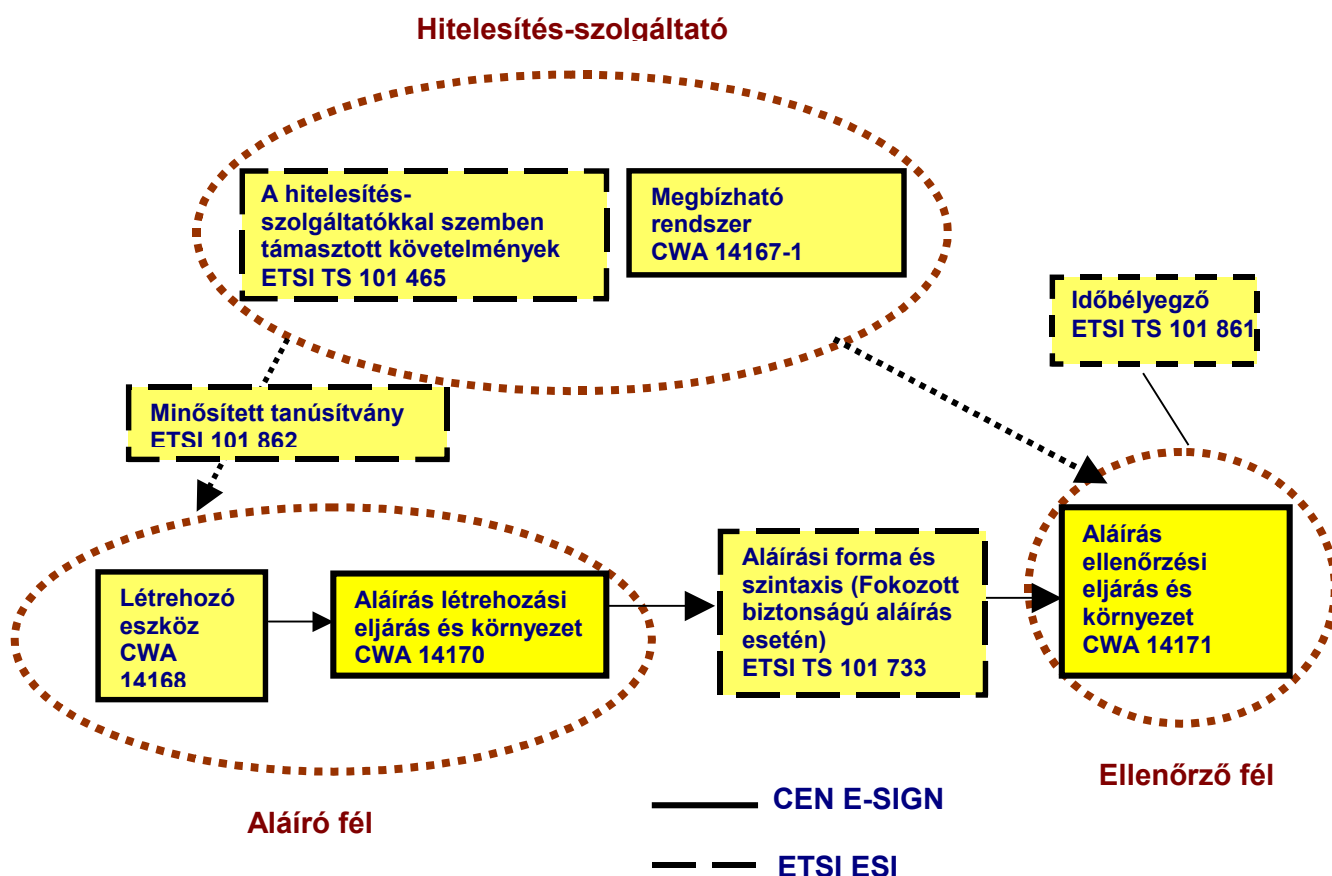 Hitelesítés-szolgáltató
A hitelesítés-
szolgáltatókkal szemben
támasztott követelmények
ETSI TS 101 465
Megbízható
rendszer
CWA 14167-1
Időbélyegző
ETSI TS 101 861
Minősített tanúsítvány
ETSI 101 862
Létrehozó
eszköz
CWA
14168
Aláírás létrehozási
eljárás és környezet
CWA 14170
Aláírási forma és
szintaxis (Fokozott
biztonságú aláírás
esetén)
ETSI TS 101 733
Aláírás
ellenőrzési
eljárás és
környezet
CWA 14171
Aláíró fél
Ellenőrző fél
CEN E-SIGN
ETSI ESI